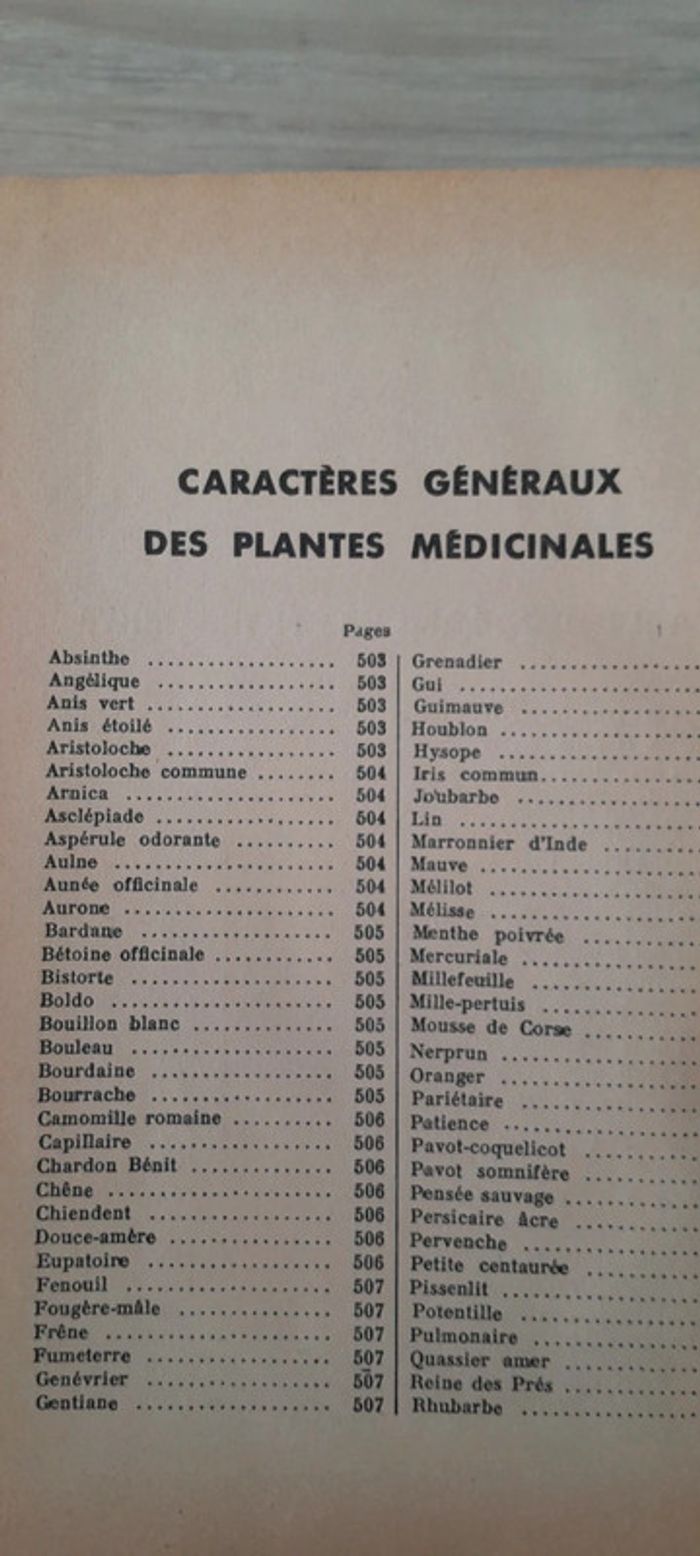 CARACTÈRES GÉNÉRAUX
DES PLANTES MÉDICINALES
Pages
Absinthe ................... 503
Angélique .................. 503
Anis vert ................... 503
Anis étoilé ................. 503
Aristoloche ................. 503
Aristoloche commune ........ 504
Arnica ..................... 504
Asclépiade .................. 504
Aspérule odorante .......... 504
Aulne ...................... 504
Aunée officinale ............ 504
Aurone ..................... 504
Bardane ................... 505
Bétoine officinale ............ 505
Bistorte .................... 505
Boldo ...................... 505
Bouillon blanc .............. 505
Bouleau .................... 505
Bourdaine .................. 505
Bourrache .................. 505
Camomille romaine .......... 506
Capillaire ................... 506
Chardon Bénit .............. 506
Chêne ...................... 506
Chiendent .................. 506
Douce-amère ................ 506
Eupatoire ................... 506
Fenouil ..................... 507
Fougère-mâle ............... 507
Frêne ....................... 507
Fumeterre .................. 507
Genévrier .................. 507
Gentiane .................... 507
Grenadier ..................
Gui ........................
Guimauve ..................
Houblon ....................
Hysope ....................
Iris commun................
Joubarbe ..................
Lin ........................
Marronnier d'Inde ..........
Mauve ......................
Mélilot .....................
Mélisse .....................
Menthe poivrée ............
Mercuriale ..................
Millefeuille .................
Mille-pertuis ................
Mousse de Corse ............
Nerprun ....................
Oranger ....................
Pariétaire ..................
Patience ....................
Pavot-coquelicot ............
Pavot somnifère ............
Pensée sauvage ..............
Persicaire âcre ..............
Pervenche ..................
Petite centaurée ............
Pissenlit ....................
Potentille ..................
Pulmonaire ................
Quassier amer ..............
Reine des Prés ..............
Rhubarbe ..................